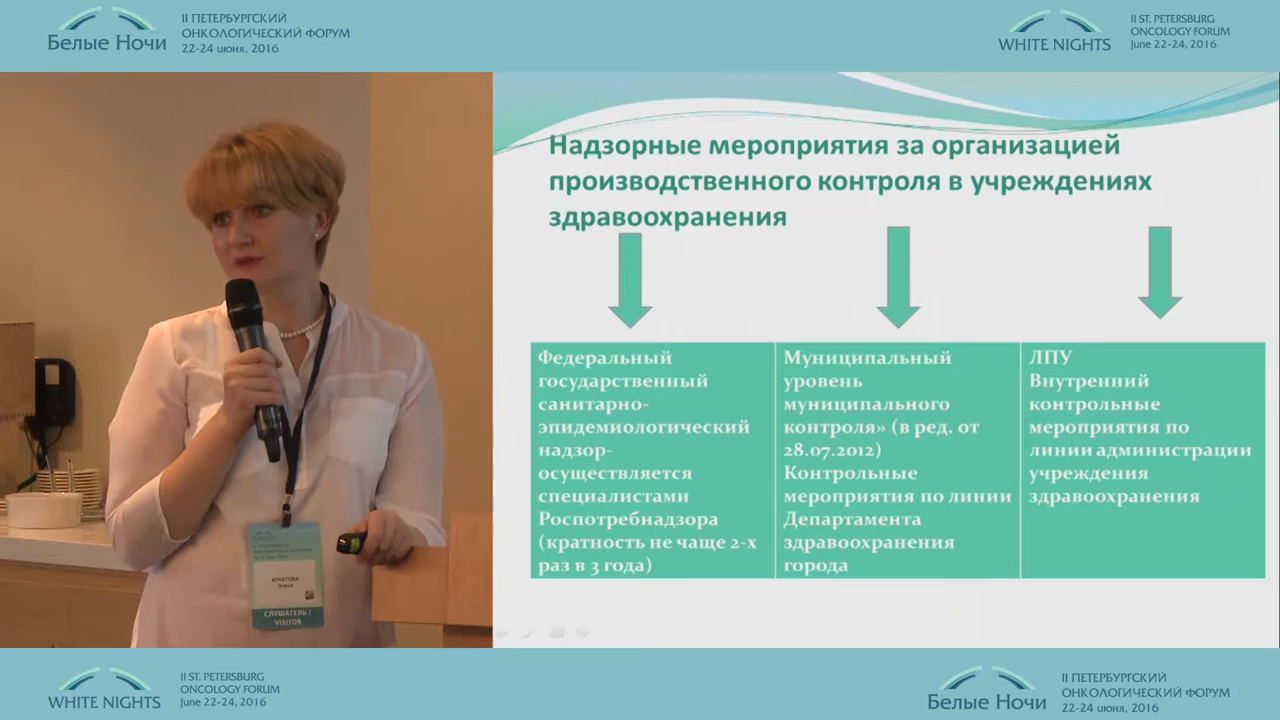 II ПЕТЕРБУРГСКИЙ
ОНКОЛОГИЧЕСКИЙ ФОРУМ
22-24 июня, 2016
Белые Ночи
WHITE NIGHTS
II ST. PETERSBURG
ONCOLOGY FORUM
June 22-24, 2016
Надзорные мероприятия за организацией
производственного контроля в учреждениях
здравоохранения
Федеральный
государственный
санитарно-
эпидемиологический
надзор-
осуществляется
специалистами
Роспотребнадзора
(кратность не чаще 2-х
раз в 3 года)
Муниципальный
уровень
муниципального
контроля» (в ред. от
28.07.2012)
Контрольные
мероприятия по линии
Департамента
здравоохранения
города
ЛПУ
Внутренний
контрольные
мероприятия по
линии администрации
учреждения
здравоохранения
ИГНАТОВА
СЛУШАТЕЛЬ /
VISITOR
WHITE NIGHTS
II ST. PETERSBURG
ONCOLOGY FORUM
June 22-24, 2016
Белые Ночи
II ПЕТЕРБУРГСКИЙ
ОНКОЛОГИЧЕСКИЙ ФОРУМ
22-24 июня, 2016